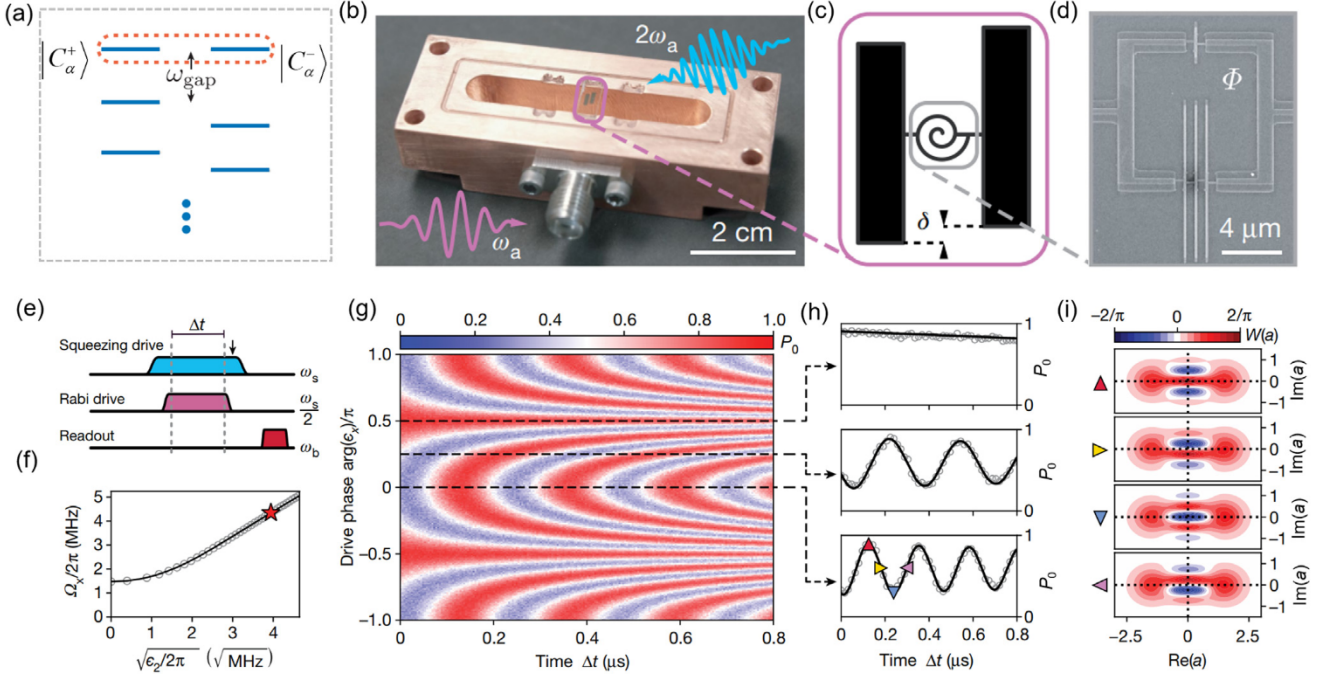 (a)
|C_α^+⟩
|C_α^-⟩
ω_gap
(b)
2ω_a
ω_a
2 cm
(c)
δ
(d)
Φ
4 μm
(e)
Δt
Squeezing drive
ω_s
Rabi drive
ω_s/2
Readout
ω_b
(f)
Ω_x/2π (MHz)
5
4
3
2
1
0
0 1 2 3 4
√ϵ_2/2π (√MHz)
(g)
0 0.2 0.4 0.6 0.8 1.0
P_0
Drive phase arg(ϵ_x)/π
1.0
0.5
0
-0.5
-1.0
0 0.2 0.4 0.6 0.8
Time Δt (μs)
(h)
1
P_0
0
1
P_0
0
1
P_0
0
0 0.2 0.4 0.6 0.8
Time Δt (μs)
(i)
-2/π 0 2/π
W(a)
1
0
-1
Im(a)
1
0
-1
Im(a)
1
0
-1
Im(a)
1
0
-1
Im(a)
-2.5 0 2.5
Re(a)